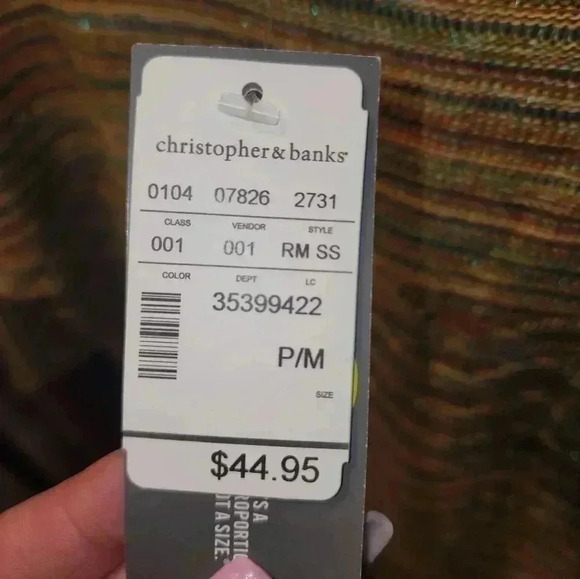 christopher&banks
0104 07826 2731
CLASS VENDOR STYLE
001 001 RM SS
COLOR DEPT LC
35399422
P/M
SIZE
$44.95
A SIZE.